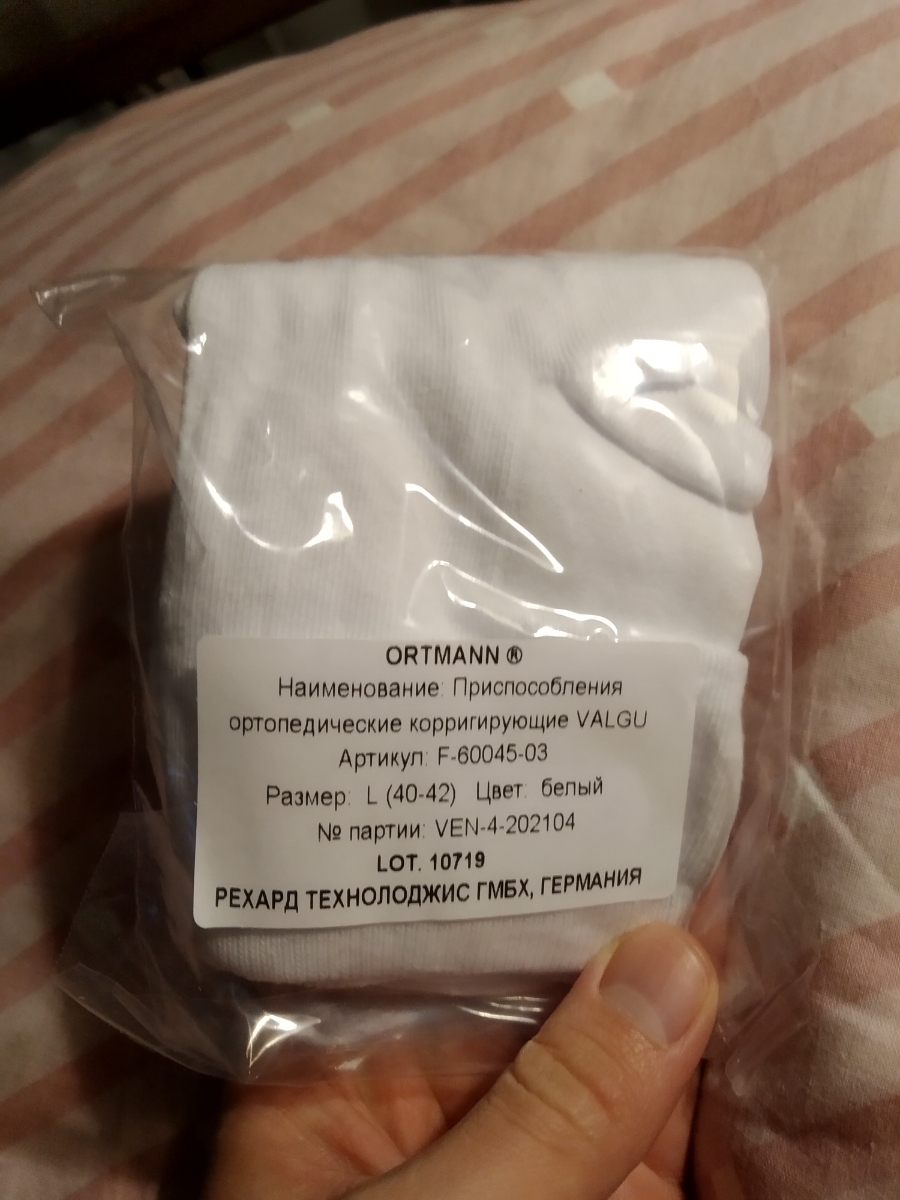 ORTMANN ®
Наименование: Приспособления
ортопедические корригирующие VALGU
Артикул: F-60045-03
Размер: L (40-42) Цвет: белый
№ партии: VEN-4-202104
LOT. 10719
РЕХАРД ТЕХНОЛОДЖИС ГМБХ, ГЕРМАНИЯ